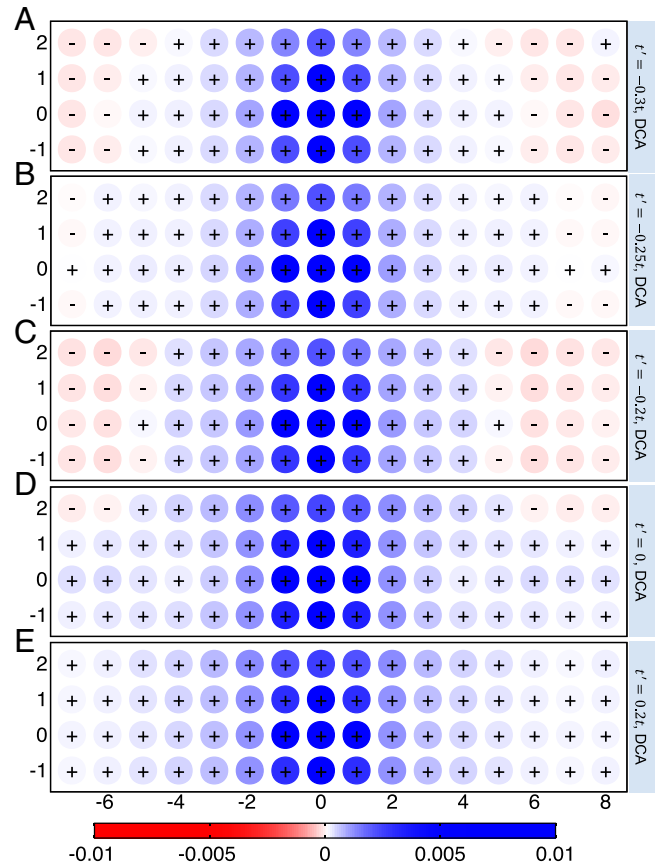 A
2 - - - + + + + + + + + + - - - +
1 - - + + + + + + + + + + + - - -
0 - - + + + + + + + + + + + - - -
-1 - - + + + + + + + + + + + - - -
t′ = −0.3t, DCA
B
2 - + + + + + + + + + + + + + - -
1 - + + + + + + + + + + + + + - -
0 + + + + + + + + + + + + + + + +
-1 - + + + + + + + + + + + + + - -
t′ = −0.25t, DCA
C
2 - - - + + + + + + + + + - - - -
1 - - - + + + + + + + + + - - - -
0 - - + + + + + + + + + + + - - -
-1 - - - + + + + + + + + + - - - -
t′ = −0.2t, DCA
D
2 - - + + + + + + + + + + + - - -
1 + + + + + + + + + + + + + + + +
0 + + + + + + + + + + + + + + + +
-1 + + + + + + + + + + + + + + + +
t′ = 0, DCA
E
2 + + + + + + + + + + + + + + + +
1 + + + + + + + + + + + + + + + +
0 + + + + + + + + + + + + + + + +
-1 + + + + + + + + + + + + + + + +
t′ = 0.2t, DCA
-6 -4 -2 0 2 4 6 8
-0.01 -0.005 0 0.005 0.01